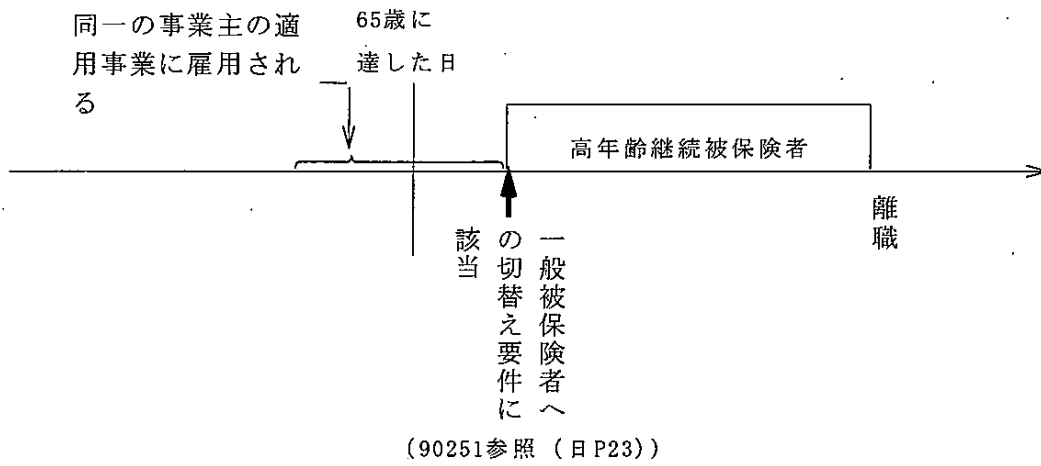 同一の事業主の適
用事業に雇用され
る
65歳に
達した日
高年齢継続被保険者
離職
一般被保険者へ
の切替え要件に
該当
(90251参照（日P23）)